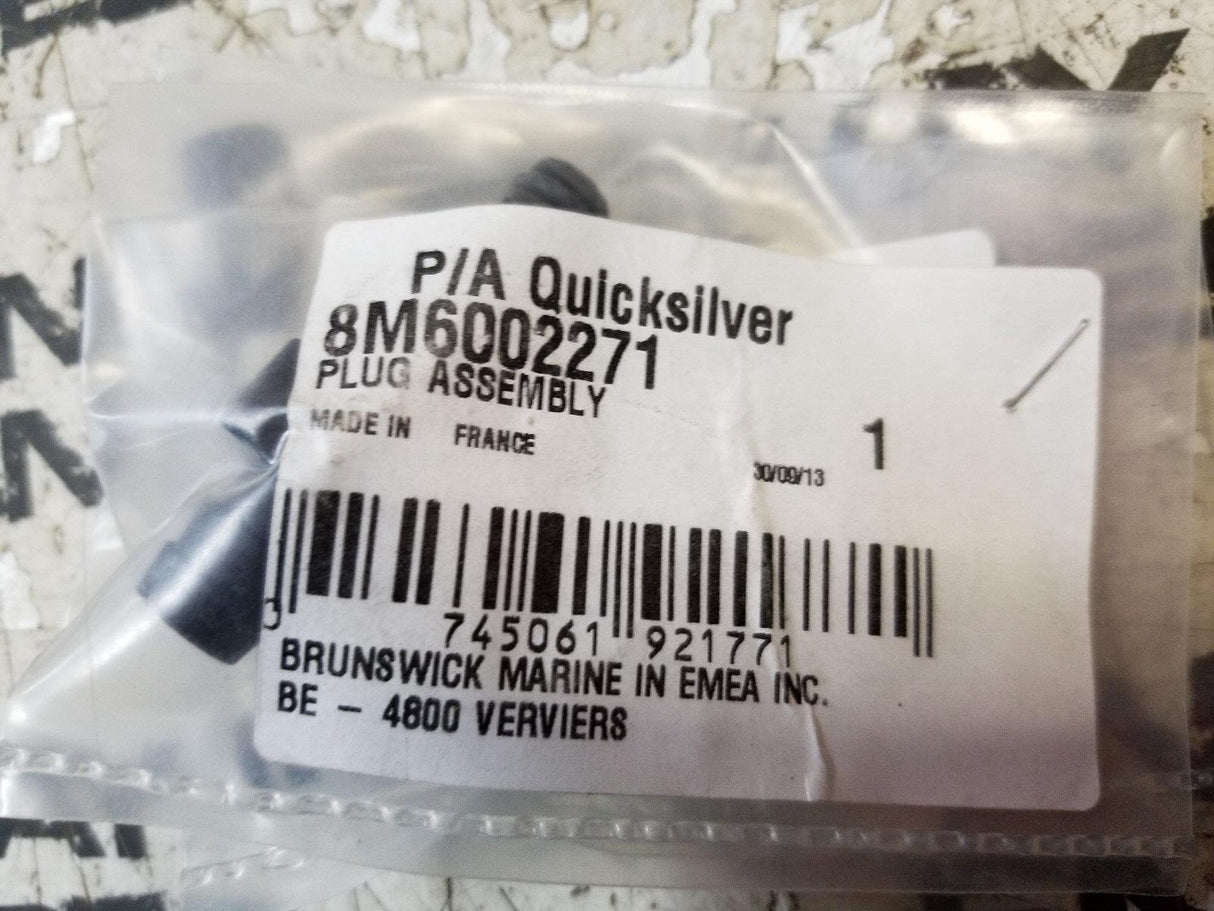 P/A Quicksilver
8M6002271
PLUG ASSEMBLY
MADE IN FRANCE
1
30/09/13
0 745061 921771
BRUNSWICK MARINE IN EMEA INC.
BE - 4800 VERVIERS